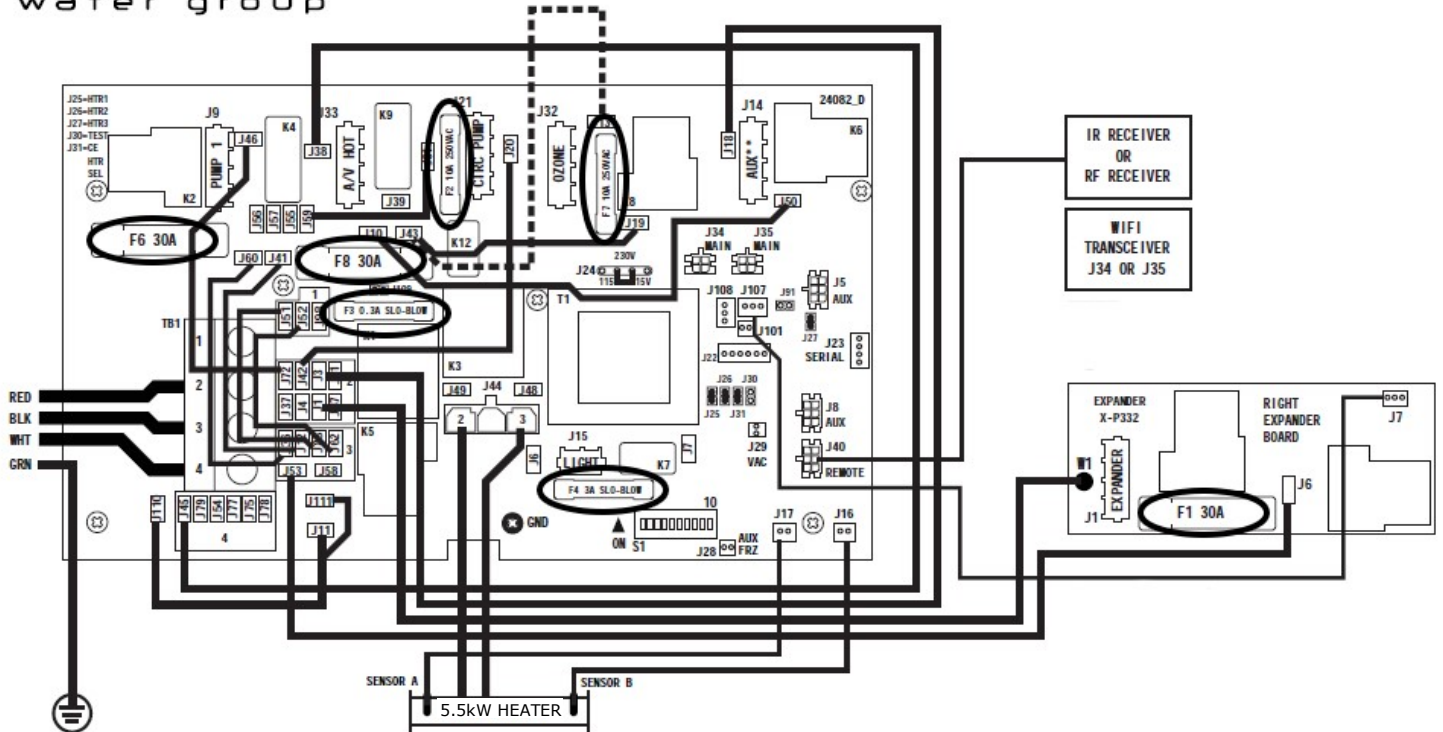 water group
J25=HTR1
J26=HTR2
J27=HTR3
J30=TEST
J31=CE
HTR
SEL
J9
PUMP 1
J46
K2
K4
J33
J38
A/V HOT
K9
J39
J21
F2 10A 250VAC
CIRC PUMP
J20
J32
OZONE
F7 10A 250VAC
J19
J14
J18
AUX**
24082_D
K6
J50
IR RECEIVER
OR
RF RECEIVER
WIFI
TRANSCEIVER
J34 OR J35
F6 30A
J56
J57
J55
J59
J10
J43
K12
F8 30A
J60
J41
J34
MAIN
J35
MAIN
230V
J24
J5
AUX
J108
J107
J91
J101
J27
J22
J23
SERIAL
TB1
1
J51
J52
F3 0.3A SLO-BLOW
T1
K3
1
2
3
4
J72
J42
J3
2
J37
J4
K5
J62
3
J53
J58
J49
J44
J48
2
3
J26
J30
J25
J31
J8
AUX
J29
VAC
J40
REMOTE
J6
J15
LIGHT
K7
J7
F4 3A SLO-BLOW
GND
ON
S1
10
J28
AUX
FRZ
J17
J16
RED
BLK
WHT
GRN
J110
J45
J79
J54
J77
J75
J78
4
J111
J11
EXPANDER
X-P332
RIGHT
EXPANDER
BOARD
J7
W1
EXPANDER
J1
F1 30A
J6
SENSOR A
SENSOR B
5.5kW HEATER